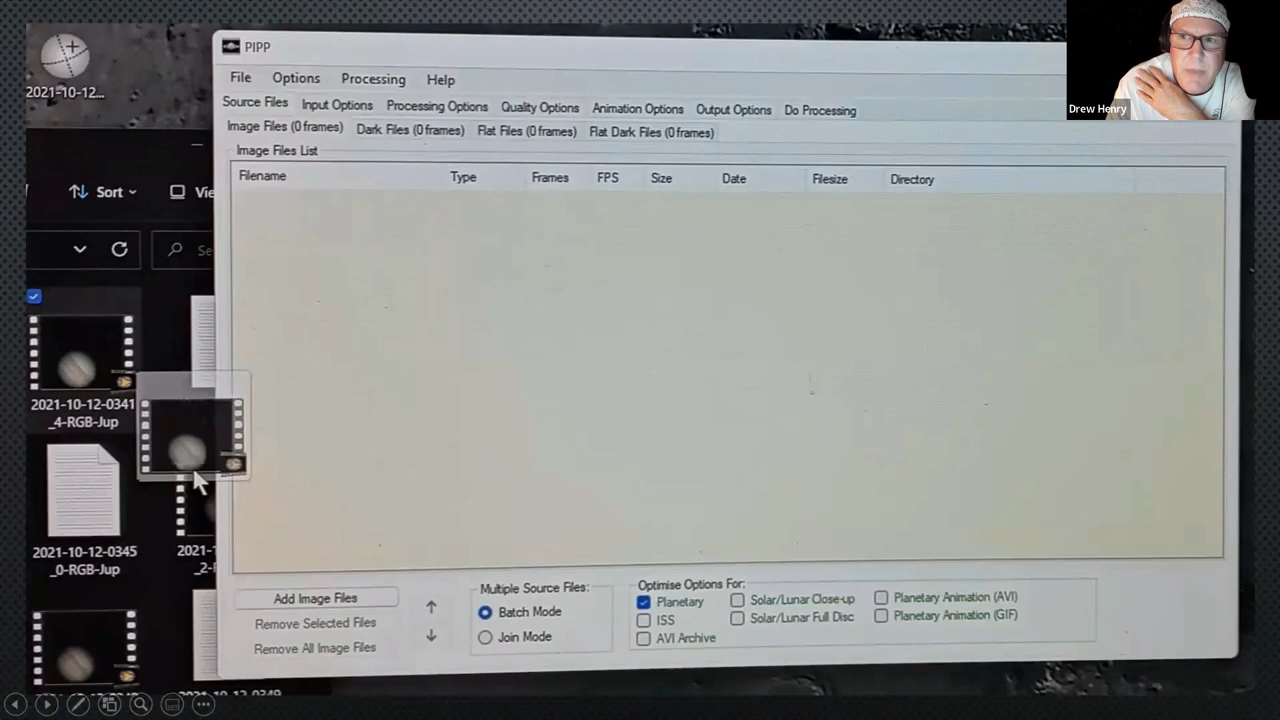 2021-10-12...
PIPP
File Options Processing Help
Source Files Input Options Processing Options Quality Options Animation Options Output Options Do Processing
Image Files (0 frames) Dark Files (0 frames) Flat Files (0 frames) Flat Dark Files (0 frames)
Image Files List
Filename Type Frames FPS Size Date Filesize Directory
Drew Henry
Sort Vie
Se
2021-10-12-0341
_4-RGB-Jup
2021-10-12-0345
_0-RGB-Jup
2021-1
_2-F
Add Image Files
Remove Selected Files
Remove All Image Files
Multiple Source Files:
Batch Mode
Join Mode
Optimise Options For:
Planetary Solar/Lunar Close-up Planetary Animation (AVI)
ISS Solar/Lunar Full Disc Planetary Animation (GIF)
AVI Archive